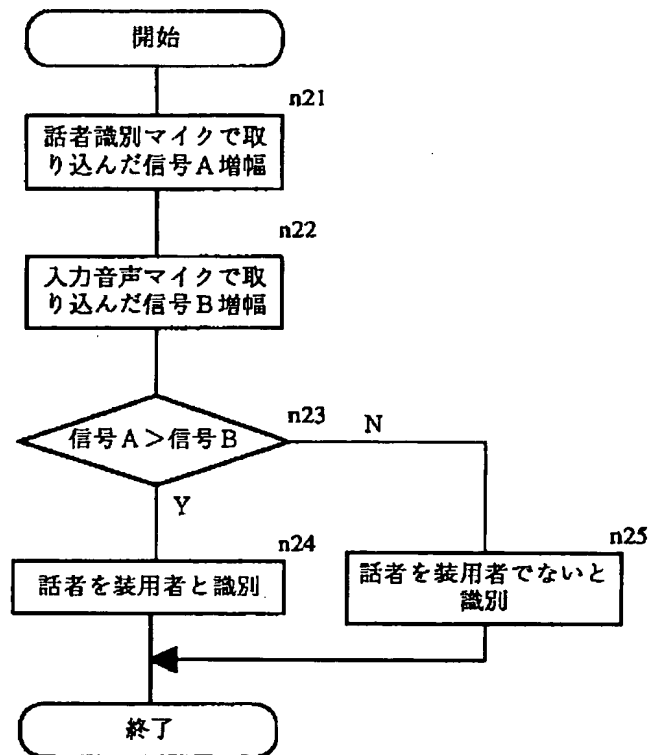 開始
n21
話者識別マイクで取
り込んだ信号A増幅
n22
入力音声マイクで取
り込んだ信号B増幅
n23
信号A＞信号B
N
Y
n24
話者を装用者と識別
n25
話者を装用者でないと
識別
終了